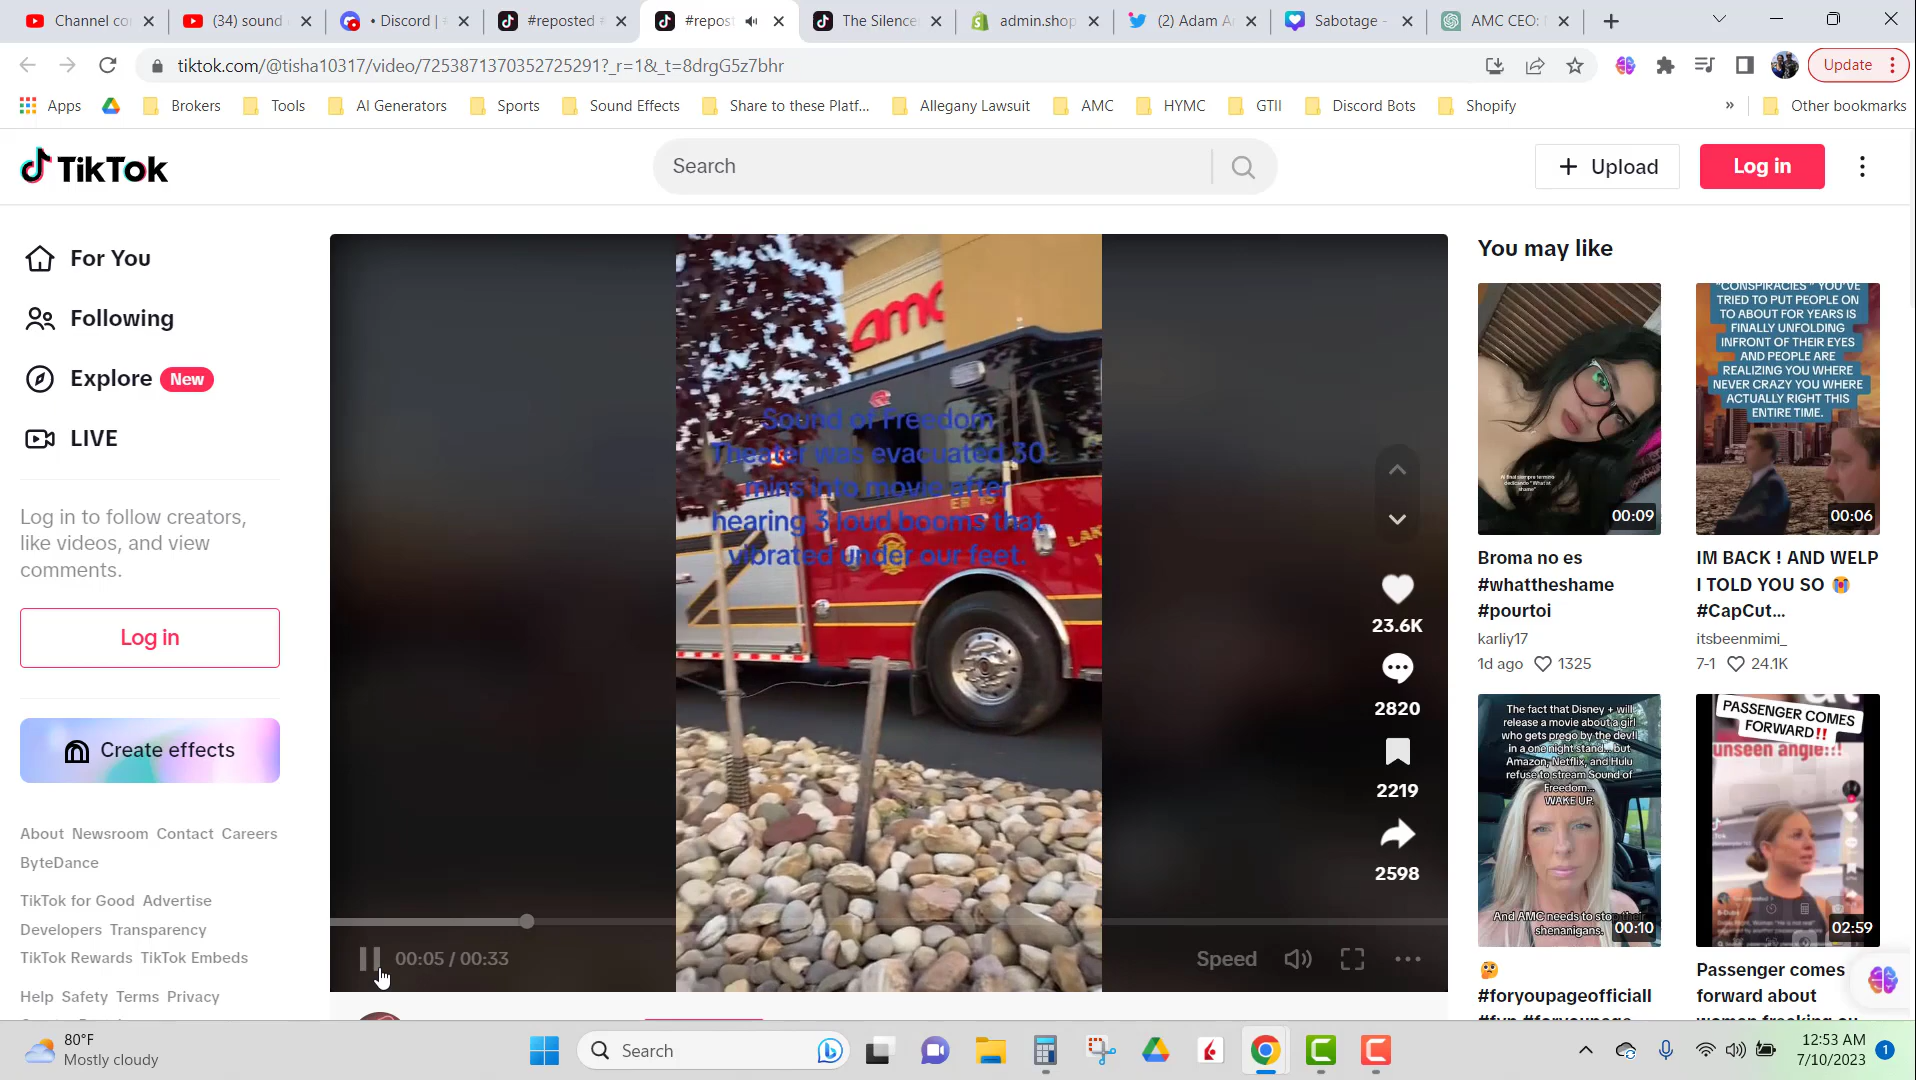 Channel co
(34) sound
• Discord |
#reposted
#repost
The Silence
admin.shop
(2) Adam A
Sabotage -
AMC CEO:
tiktok.com/@tisha10317/video/7253871370352725291?_r=1&_t=8drgG5z7bhr
Update
Apps
Brokers
Tools
AI Generators
Sports
Sound Effects
Share to these Platf...
Allegany Lawsuit
AMC
HYMC
GTII
Discord Bots
Shopify
»
Other bookmarks
TikTok
Search
+ Upload
Log in
For You
Following
Explore New
LIVE
Log in to follow creators,
like videos, and view
comments.
Log in
Create effects
About Newsroom Contact Careers
ByteDance
TikTok for Good Advertise
Developers Transparency
TikTok Rewards TikTok Embeds
Help Safety Terms Privacy
amc
Sound of Freedom
Theater was evacuated 30
mins into movie after
hearing 3 loud booms that
vibrated under our feet.
ER 15
23.6K
2820
2219
2598
00:05 / 00:33
Speed
You may like
00:09
Broma no es
#whattheshame
#pourtoi
karliy17
1d ago 1325
"CONSPIRACIES" YOU'VE
TRIED TO PUT PEOPLE ON
TO ABOUT FOR YEARS IS
FINALLY UNFOLDING
INFRONT OF THEIR EYES
AND PEOPLE ARE
REALIZING YOU WHERE
NEVER CRAZY YOU WHERE
ACTUALLY RIGHT THIS
ENTIRE TIME.
00:06
IM BACK ! AND WELP
I TOLD YOU SO 😭
#CapCut...
itsbeenmimi_
7-1 24.1K
The fact that Disney + will
release a movie about a girl
who gets prego by the dev!l
in a one night stand...but
Amazon, Netflix, and Hulu
refuse to stream Sound of
Freedom...
WAKE UP.
And AMC needs to stop their
shenanigans.
00:10
🤔
#foryoupageofficiall
PASSENGER COMES
FORWARD‼️
unseen angle!!!
02:59
Passenger comes
forward about
80°F
Mostly cloudy
Search
12:53 AM
7/10/2023
1